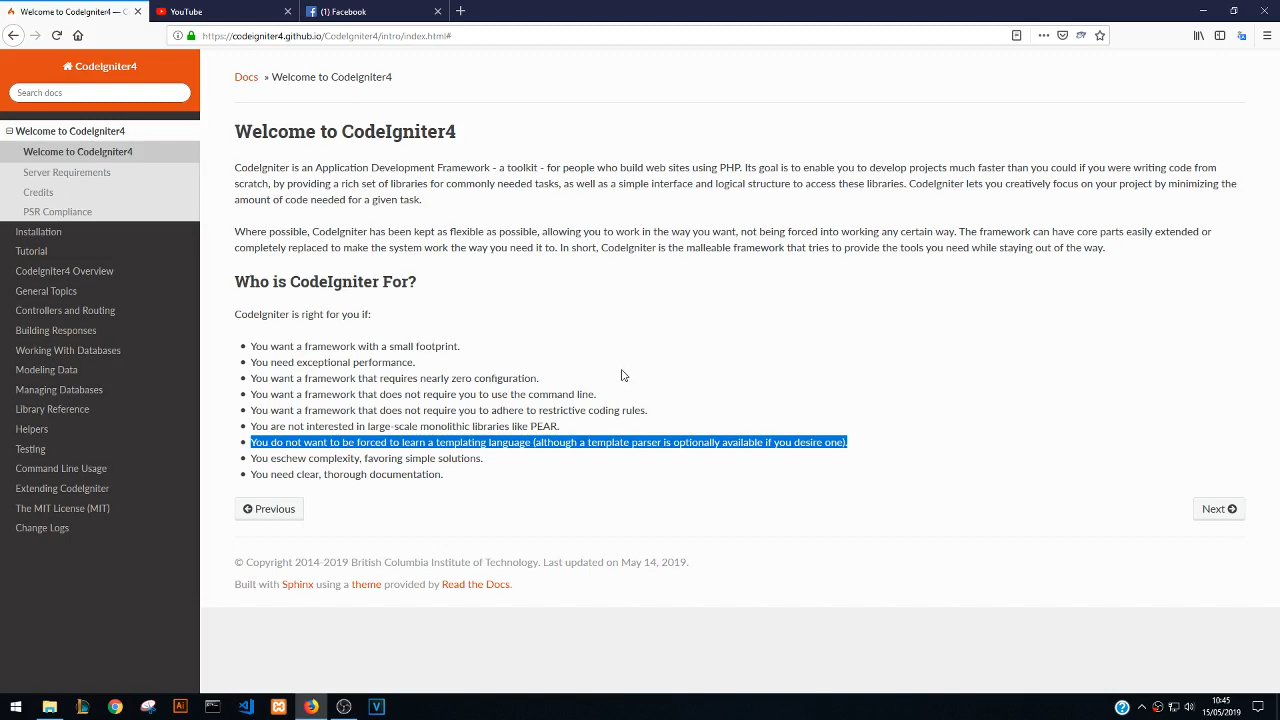 Welcome to CodeIgniter4 — C
YouTube
(1) Facebook
https://codeigniter4.github.io/CodeIgniter4/intro/index.html#
CodeIgniter4
Search docs
Welcome to CodeIgniter4
Welcome to CodeIgniter4
Server Requirements
Credits
PSR Compliance
Installation
Tutorial
CodeIgniter4 Overview
General Topics
Controllers and Routing
Building Responses
Working With Databases
Modeling Data
Managing Databases
Library Reference
Helpers
Testing
Command Line Usage
Extending CodeIgniter
The MIT License (MIT)
Change Logs
Docs » Welcome to CodeIgniter4
Welcome to CodeIgniter4
CodeIgniter is an Application Development Framework - a toolkit - for people who build web sites using PHP. Its goal is to enable you to develop projects much faster than you could if you were writing code from
scratch, by providing a rich set of libraries for commonly needed tasks, as well as a simple interface and logical structure to access these libraries. CodeIgniter lets you creatively focus on your project by minimizing the
amount of code needed for a given task.
Where possible, CodeIgniter has been kept as flexible as possible, allowing you to work in the way you want, not being forced into working any certain way. The framework can have core parts easily extended or
completely replaced to make the system work the way you need it to. In short, CodeIgniter is the malleable framework that tries to provide the tools you need while staying out of the way.
Who is CodeIgniter For?
CodeIgniter is right for you if:
• You want a framework with a small footprint.
• You need exceptional performance.
• You want a framework that requires nearly zero configuration.
• You want a framework that does not require you to use the command line.
• You want a framework that does not require you to adhere to restrictive coding rules.
• You are not interested in large-scale monolithic libraries like PEAR.
• You do not want to be forced to learn a templating language (although a template parser is optionally available if you desire one).
• You eschew complexity, favoring simple solutions.
• You need clear, thorough documentation.
Previous
Next
© Copyright 2014-2019 British Columbia Institute of Technology. Last updated on May 14, 2019.
Built with Sphinx using a theme provided by Read the Docs.
Ai
V
10:45
15/05/2019